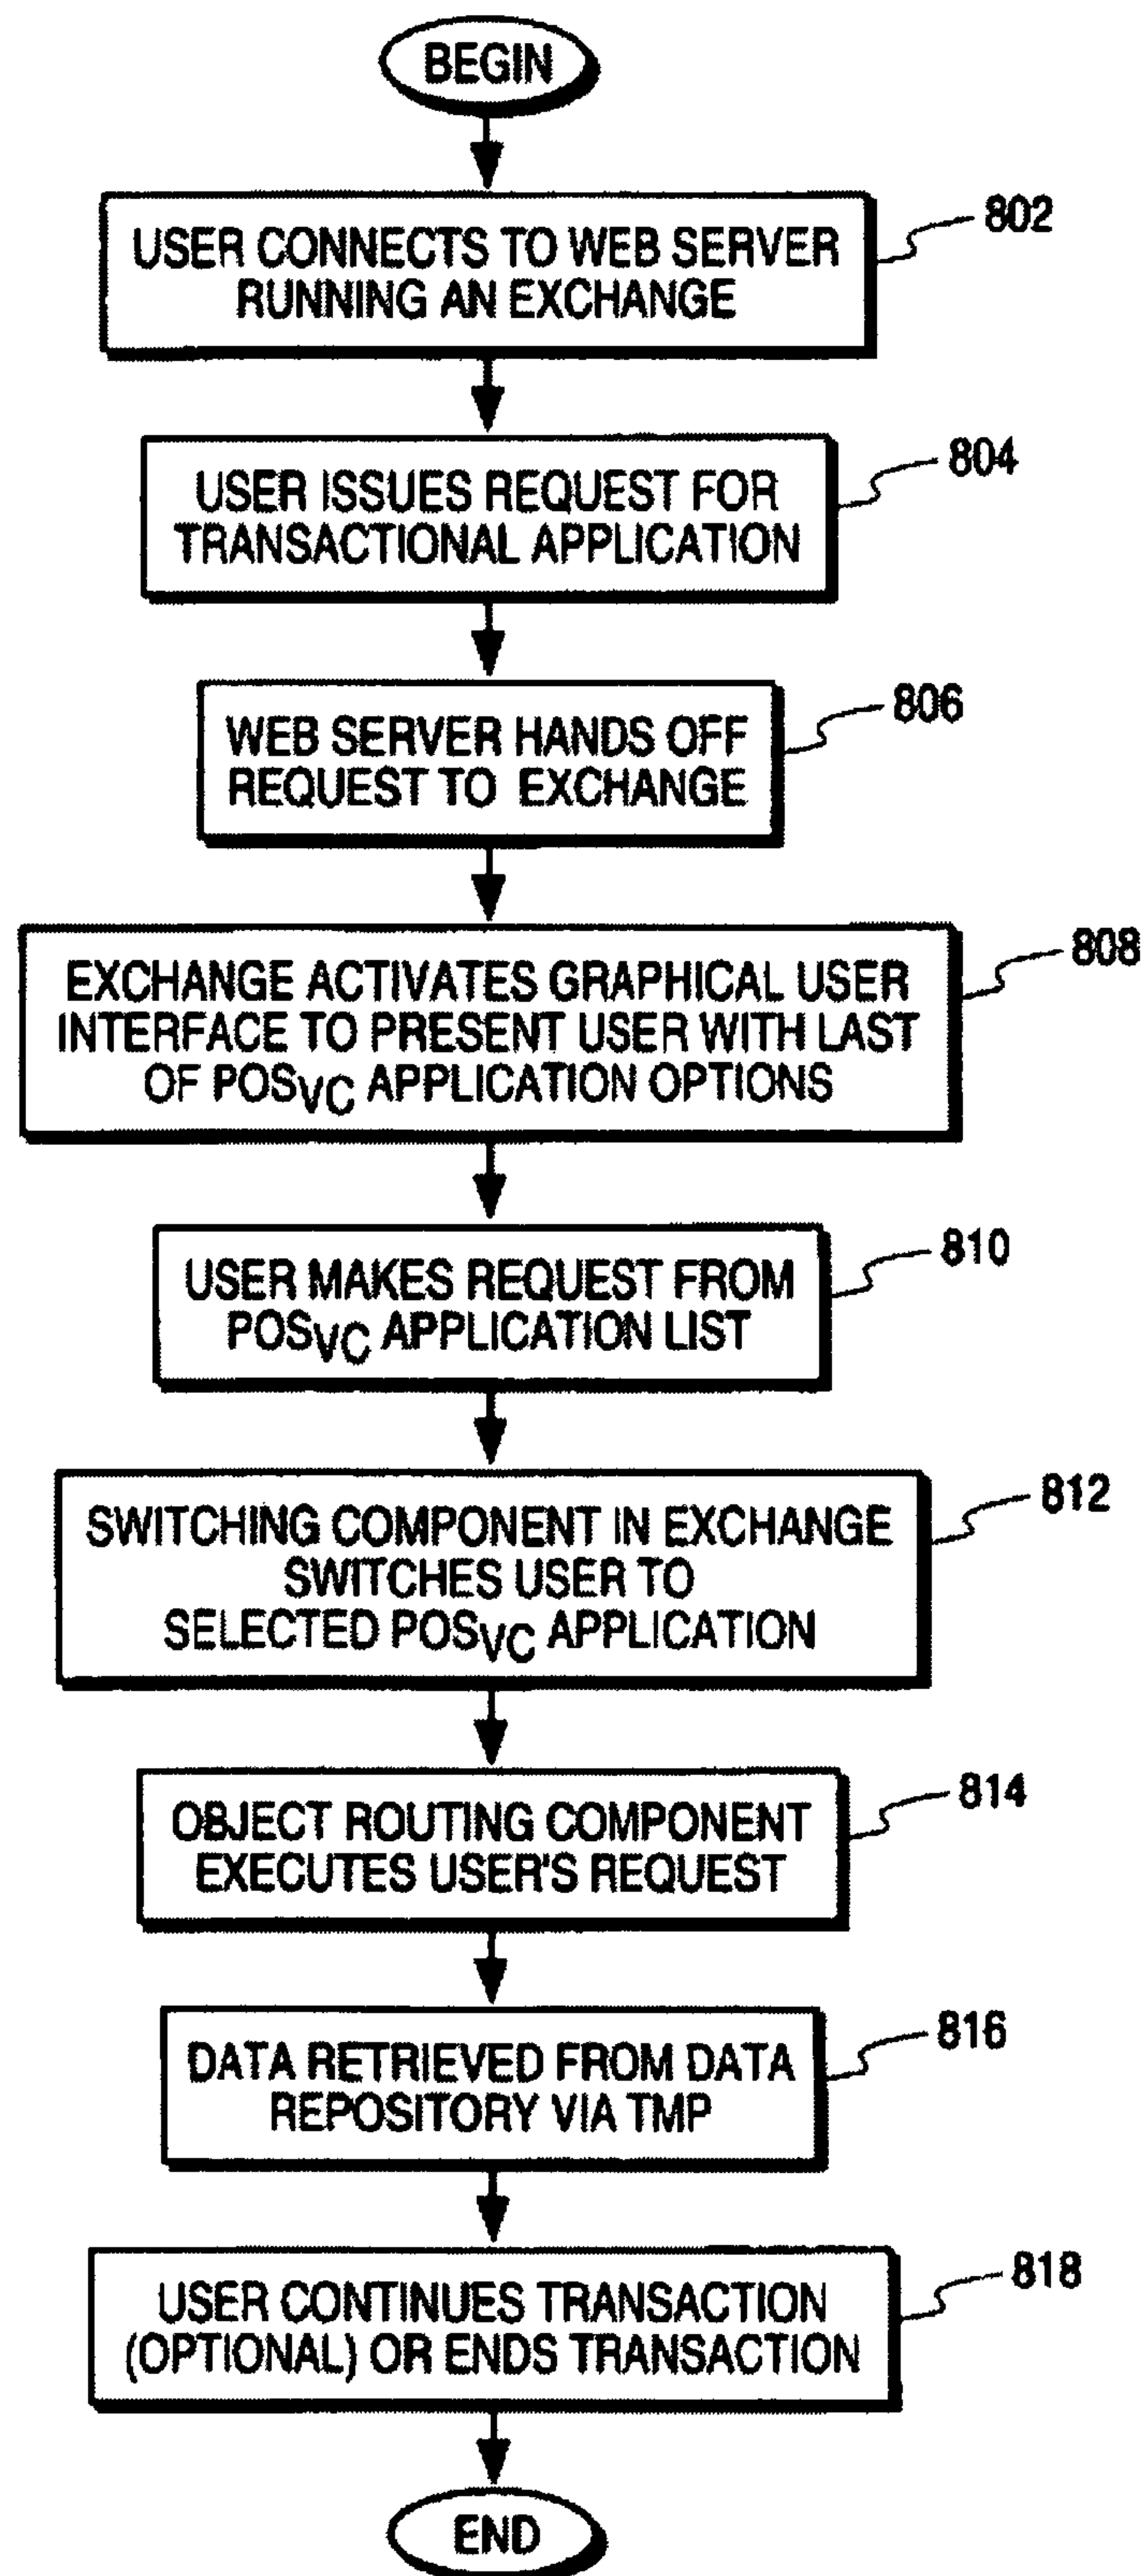 BEGIN
802
USER CONNECTS TO WEB SERVER
RUNNING AN EXCHANGE
804
USER ISSUES REQUEST FOR
TRANSACTIONAL APPLICATION
806
WEB SERVER HANDS OFF
REQUEST TO EXCHANGE
808
EXCHANGE ACTIVATES GRAPHICAL USER
INTERFACE TO PRESENT USER WITH LAST
OF POSVC APPLICATION OPTIONS
810
USER MAKES REQUEST FROM
POSVC APPLICATION LIST
812
SWITCHING COMPONENT IN EXCHANGE
SWITCHES USER TO
SELECTED POSVC APPLICATION
814
OBJECT ROUTING COMPONENT
EXECUTES USER'S REQUEST
816
DATA RETRIEVED FROM DATA
REPOSITORY VIA TMP
818
USER CONTINUES TRANSACTION
(OPTIONAL) OR ENDS TRANSACTION
END